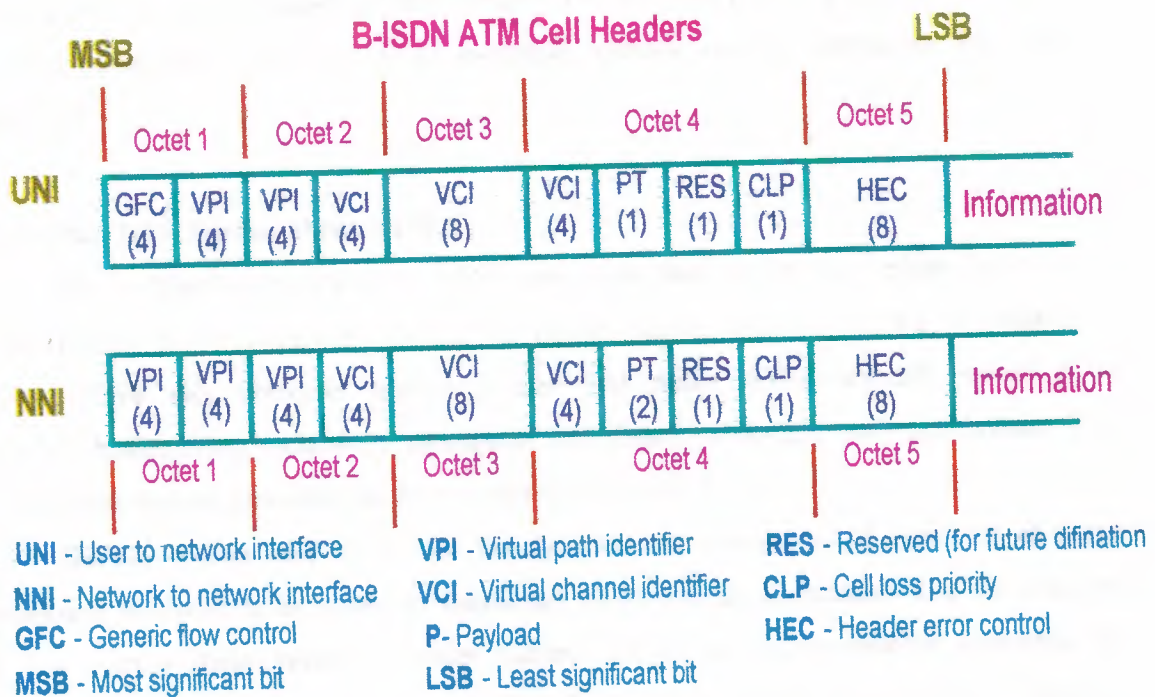 B-ISDN ATM Cell Headers
MSB LSB
Octet 1 Octet 2 Octet 3 Octet 4 Octet 5
UNI GFC (4) VPI (4) VPI (4) VCI (4) VCI (8) VCI (4) PT (1) RES (1) CLP (1) HEC (8) Information
NNI VPI (4) VPI (4) VPI (4) VCI (4) VCI (8) VCI (4) PT (2) RES (1) CLP (1) HEC (8) Information
Octet 1 Octet 2 Octet 3 Octet 4 Octet 5
UNI - User to network interface VPI - Virtual path identifier RES - Reserved (for future difination
NNI - Network to network interface VCI - Virtual channel identifier CLP - Cell loss priority
GFC - Generic flow control P- Payload HEC - Header error control
MSB - Most significant bit LSB - Least significant bit